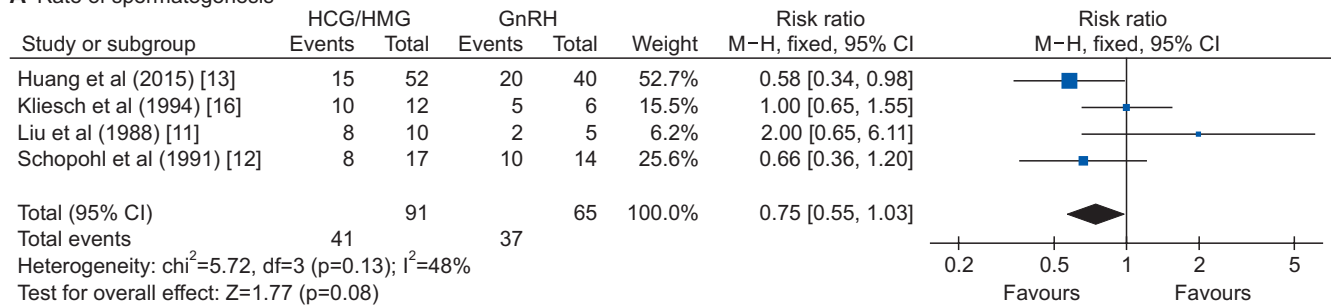 A Rate of spermatogenesis
HCG/HMG GnRH Risk ratio Risk ratio
Study or subgroup Events Total Events Total Weight M−H, fixed, 95% CI M−H, fixed, 95% CI
Huang et al (2015) [13] 15 52 20 40 52.7% 0.58 [0.34, 0.98]
Kliesch et al (1994) [16] 10 12 5 6 15.5% 1.00 [0.65, 1.55]
Liu et al (1988) [11] 8 10 2 5 6.2% 2.00 [0.65, 6.11]
Schopohl et al (1991) [12] 8 17 10 14 25.6% 0.66 [0.36, 1.20]
Total (95% CI) 91 65 100.0% 0.75 [0.55, 1.03]
Total events 41 37
Heterogeneity: chi²=5.72, df=3 (p=0.13); I²=48%
0.2 0.5 1 2 5
Test for overall effect: Z=1.77 (p=0.08) Favours Favours